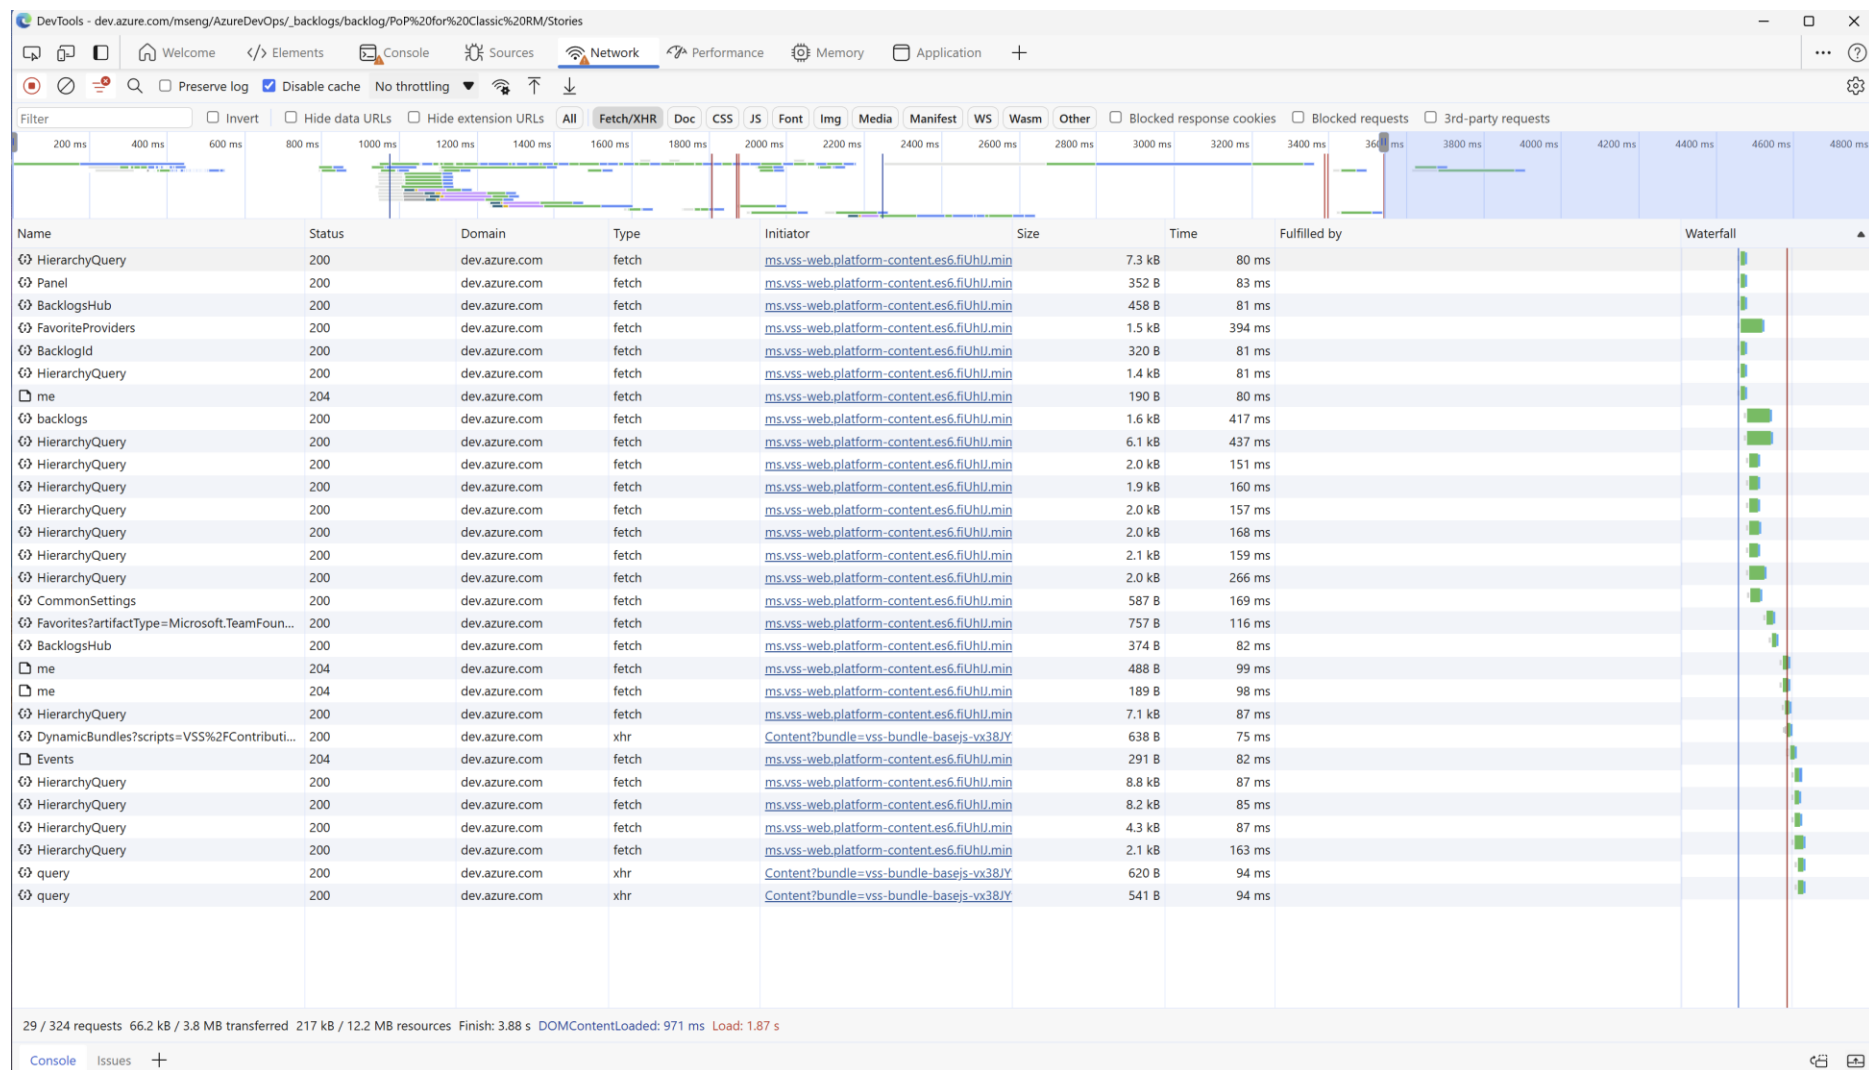 DevTools - dev.azure.com/mseng/AzureDevOps/_backlogs/backlog/PoP%20for%20Classic%20RM/Stories
Welcome </> Elements Console Sources Network Performance Memory Application
Preserve log Disable cache No throttling
Filter Invert Hide data URLs Hide extension URLs All Fetch/XHR Doc CSS JS Font Img Media Manifest WS Wasm Other Blocked response cookies Blocked requests 3rd-party requests
200 ms 400 ms 600 ms 800 ms 1000 ms 1200 ms 1400 ms 1600 ms 1800 ms 2000 ms 2200 ms 2400 ms 2600 ms 2800 ms 3000 ms 3200 ms 3400 ms 3600 ms 3800 ms 4000 ms 4200 ms 4400 ms 4600 ms 4800 ms
Name Status Domain Type Initiator Size Time Fulfilled by Waterfall
HierarchyQuery 200 dev.azure.com fetch ms.vss-web.platform-content.es6.fiUhIJ.min 7.3 kB 80 ms
Panel 200 dev.azure.com fetch ms.vss-web.platform-content.es6.fiUhIJ.min 352 B 83 ms
BacklogsHub 200 dev.azure.com fetch ms.vss-web.platform-content.es6.fiUhIJ.min 458 B 81 ms
FavoriteProviders 200 dev.azure.com fetch ms.vss-web.platform-content.es6.fiUhIJ.min 1.5 kB 394 ms
BacklogId 200 dev.azure.com fetch ms.vss-web.platform-content.es6.fiUhIJ.min 320 B 81 ms
HierarchyQuery 200 dev.azure.com fetch ms.vss-web.platform-content.es6.fiUhIJ.min 1.4 kB 81 ms
me 204 dev.azure.com fetch ms.vss-web.platform-content.es6.fiUhIJ.min 190 B 80 ms
backlogs 200 dev.azure.com fetch ms.vss-web.platform-content.es6.fiUhIJ.min 1.6 kB 417 ms
HierarchyQuery 200 dev.azure.com fetch ms.vss-web.platform-content.es6.fiUhIJ.min 6.1 kB 437 ms
HierarchyQuery 200 dev.azure.com fetch ms.vss-web.platform-content.es6.fiUhIJ.min 2.0 kB 151 ms
HierarchyQuery 200 dev.azure.com fetch ms.vss-web.platform-content.es6.fiUhIJ.min 1.9 kB 160 ms
HierarchyQuery 200 dev.azure.com fetch ms.vss-web.platform-content.es6.fiUhIJ.min 2.0 kB 157 ms
HierarchyQuery 200 dev.azure.com fetch ms.vss-web.platform-content.es6.fiUhIJ.min 2.0 kB 168 ms
HierarchyQuery 200 dev.azure.com fetch ms.vss-web.platform-content.es6.fiUhIJ.min 2.1 kB 159 ms
HierarchyQuery 200 dev.azure.com fetch ms.vss-web.platform-content.es6.fiUhIJ.min 2.0 kB 266 ms
CommonSettings 200 dev.azure.com fetch ms.vss-web.platform-content.es6.fiUhIJ.min 587 B 169 ms
Favorites?artifactType=Microsoft.TeamFoun... 200 dev.azure.com fetch ms.vss-web.platform-content.es6.fiUhIJ.min 757 B 116 ms
BacklogsHub 200 dev.azure.com fetch ms.vss-web.platform-content.es6.fiUhIJ.min 374 B 82 ms
me 204 dev.azure.com fetch ms.vss-web.platform-content.es6.fiUhIJ.min 488 B 99 ms
me 204 dev.azure.com fetch ms.vss-web.platform-content.es6.fiUhIJ.min 189 B 98 ms
HierarchyQuery 200 dev.azure.com fetch ms.vss-web.platform-content.es6.fiUhIJ.min 7.1 kB 87 ms
DynamicBundles?scripts=VSS%2FContributi... 200 dev.azure.com xhr Content?bundle=vss-bundle-basejs-vx38JY 638 B 75 ms
Events 204 dev.azure.com fetch ms.vss-web.platform-content.es6.fiUhIJ.min 291 B 82 ms
HierarchyQuery 200 dev.azure.com fetch ms.vss-web.platform-content.es6.fiUhIJ.min 8.8 kB 87 ms
HierarchyQuery 200 dev.azure.com fetch ms.vss-web.platform-content.es6.fiUhIJ.min 8.2 kB 85 ms
HierarchyQuery 200 dev.azure.com fetch ms.vss-web.platform-content.es6.fiUhIJ.min 4.3 kB 87 ms
HierarchyQuery 200 dev.azure.com fetch ms.vss-web.platform-content.es6.fiUhIJ.min 2.1 kB 163 ms
query 200 dev.azure.com xhr Content?bundle=vss-bundle-basejs-vx38JY 620 B 94 ms
query 200 dev.azure.com xhr Content?bundle=vss-bundle-basejs-vx38JY 541 B 94 ms
29 / 324 requests 66.2 kB / 3.8 MB transferred 217 kB / 12.2 MB resources Finish: 3.88 s DOMContentLoaded: 971 ms Load: 1.87 s
Console Issues